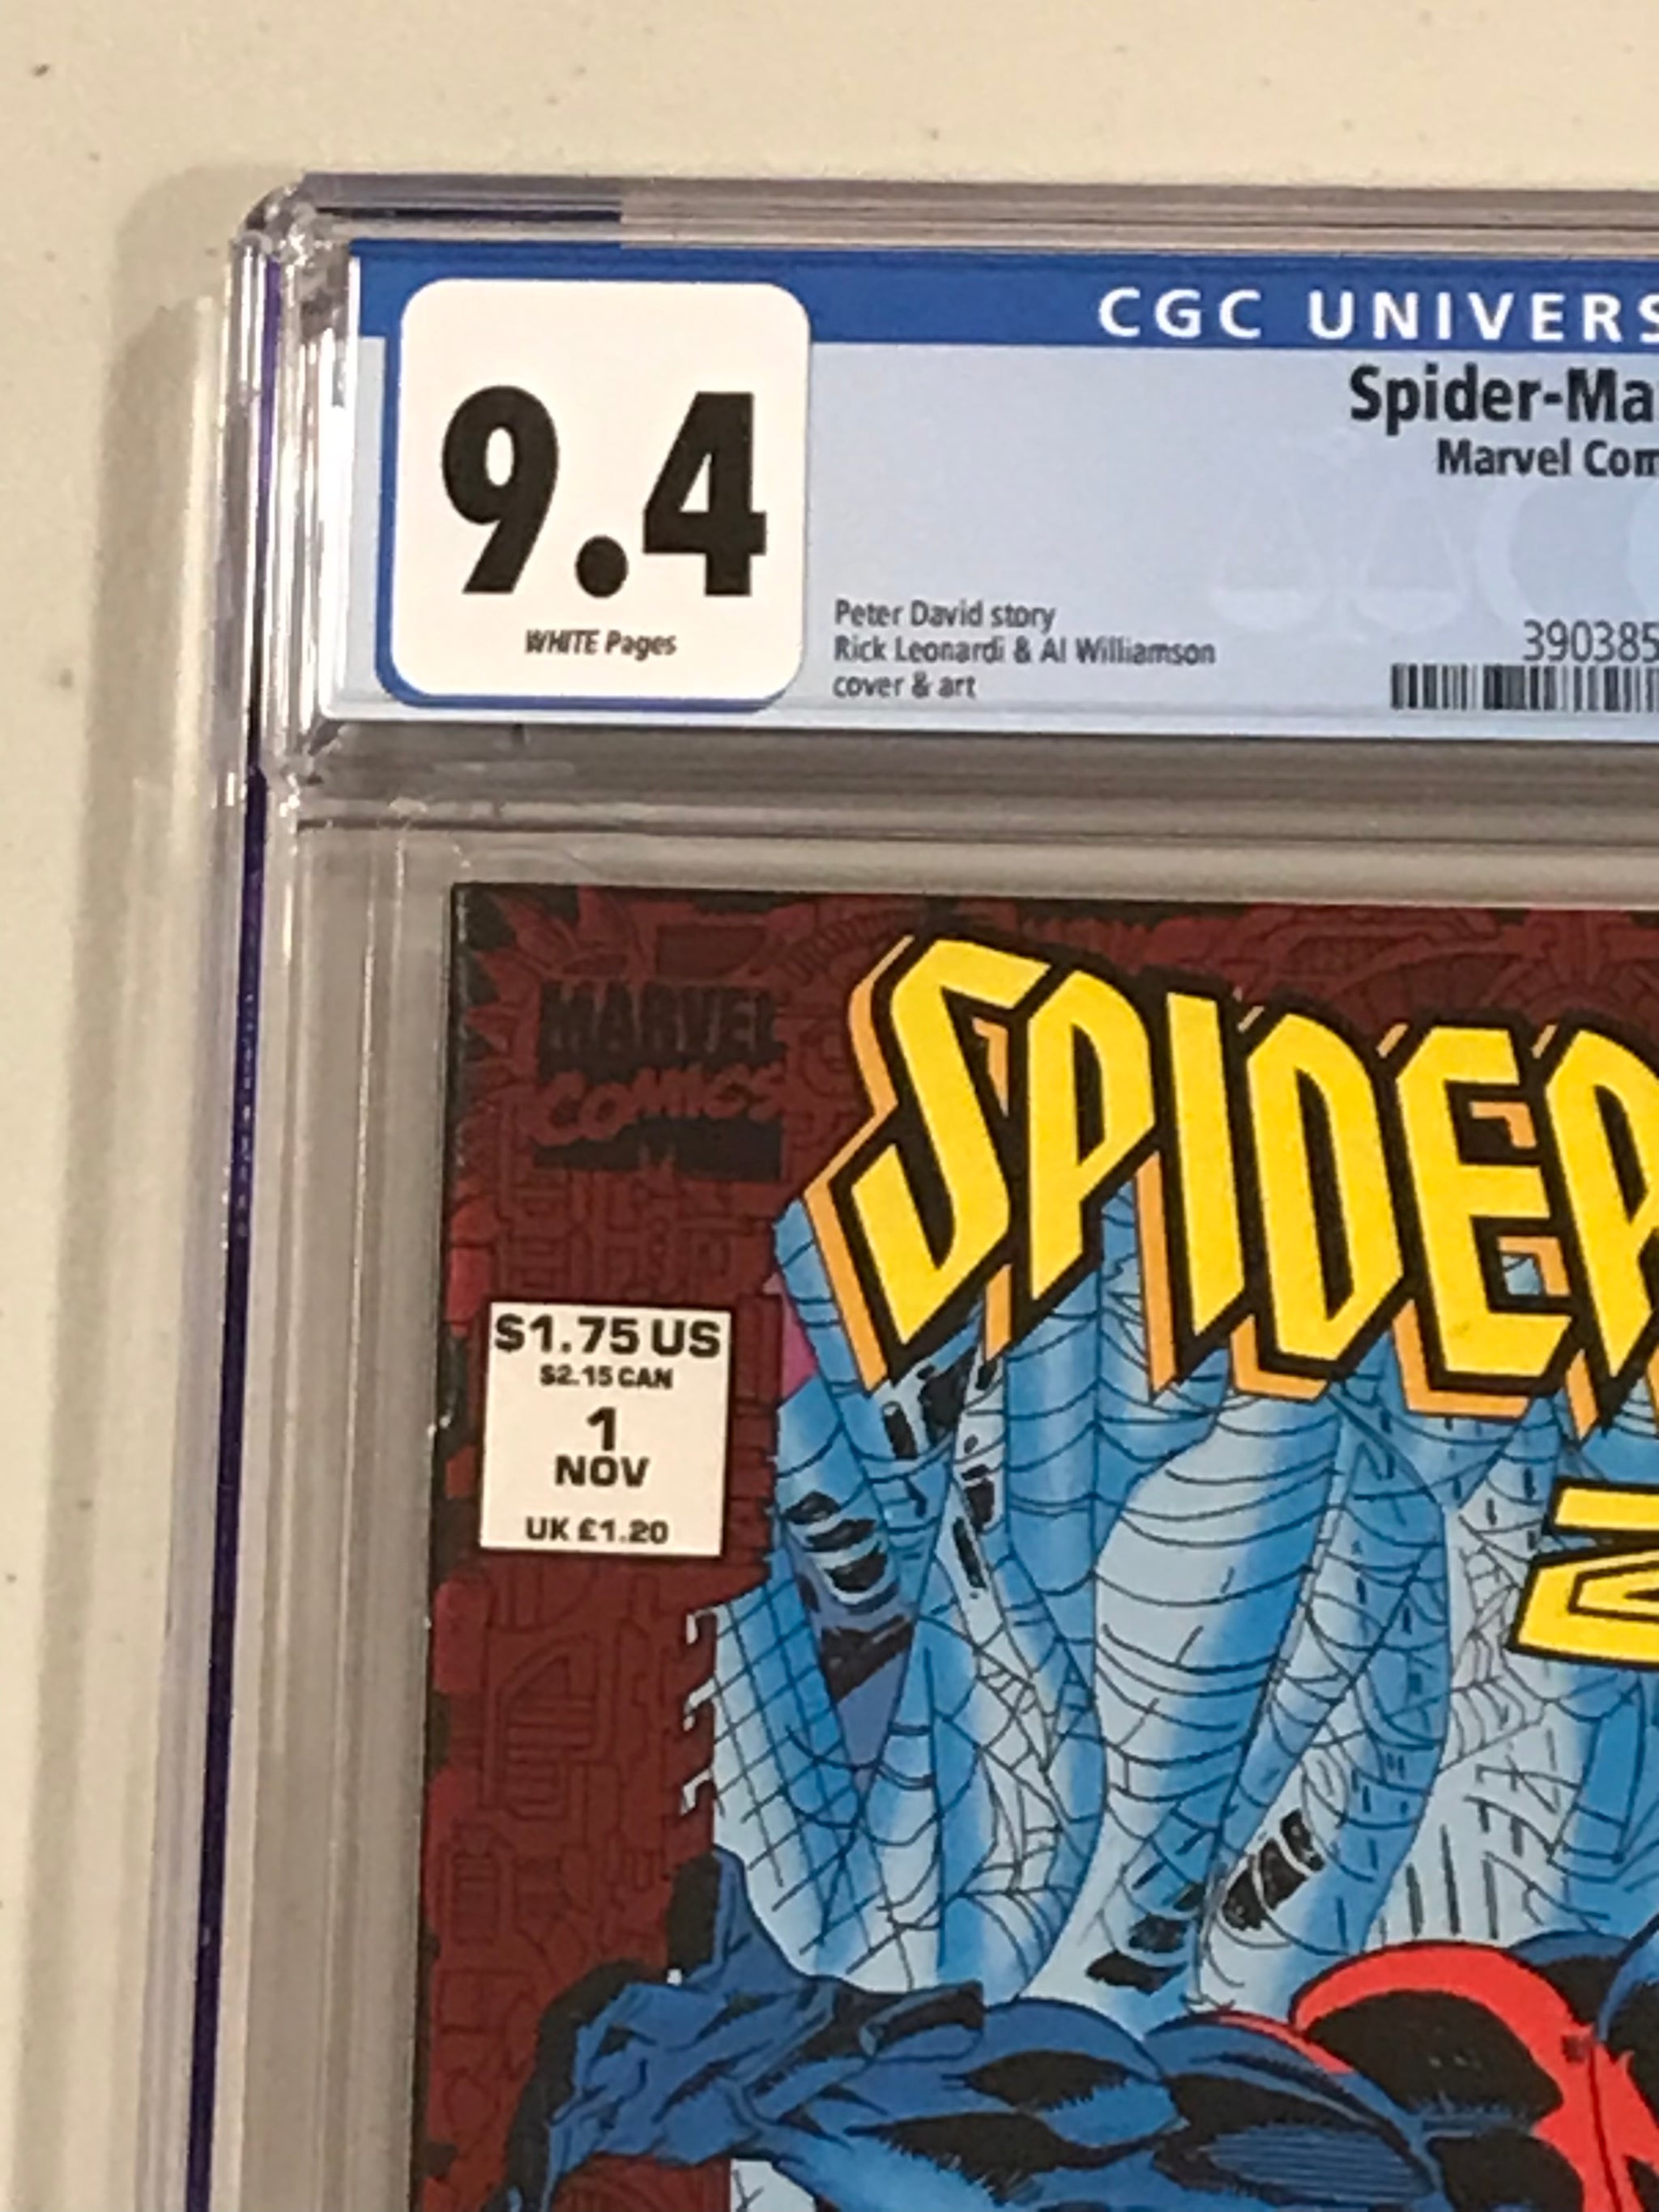 CGC UNIVERS
9.4
WHITE Pages
Spider-Ma
Marvel Com
Peter David story
Rick Leonardi & Al Williamson
cover & art
390385
MARVEL
COMICS
SPIDER
$1.75 US
$2.15 CAN
1
NOV
UK £1.20